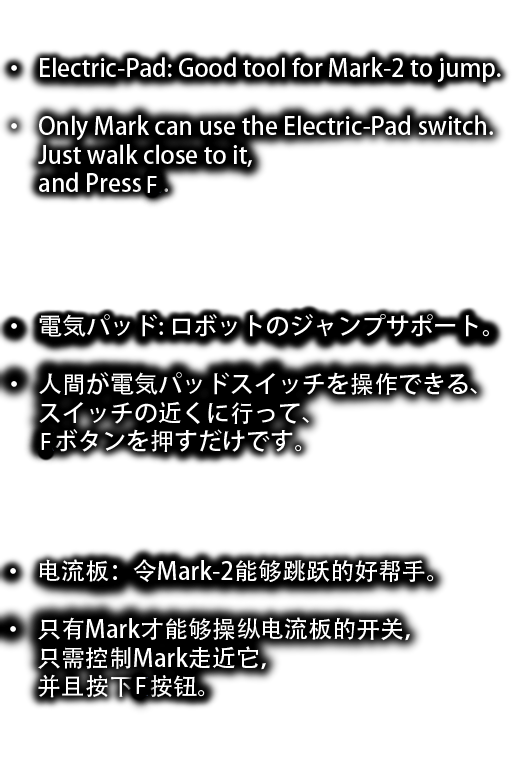 • Electric-Pad: Good tool for Mark-2 to jump.
• Only Mark can use the Electric-Pad switch.
Just walk close to it,
and Press F .
• 電気パッド: ロボットのジャンプサポート。
• 人間が電気パッドスイッチを操作できる、
スイッチの近くに行って、
Fボタンを押すだけです。
• 电流板：令Mark-2能够跳跃的好帮手。
• 只有Mark才能够操纵电流板的开关,
只需控制Mark走近它,
并且按下F按钮。